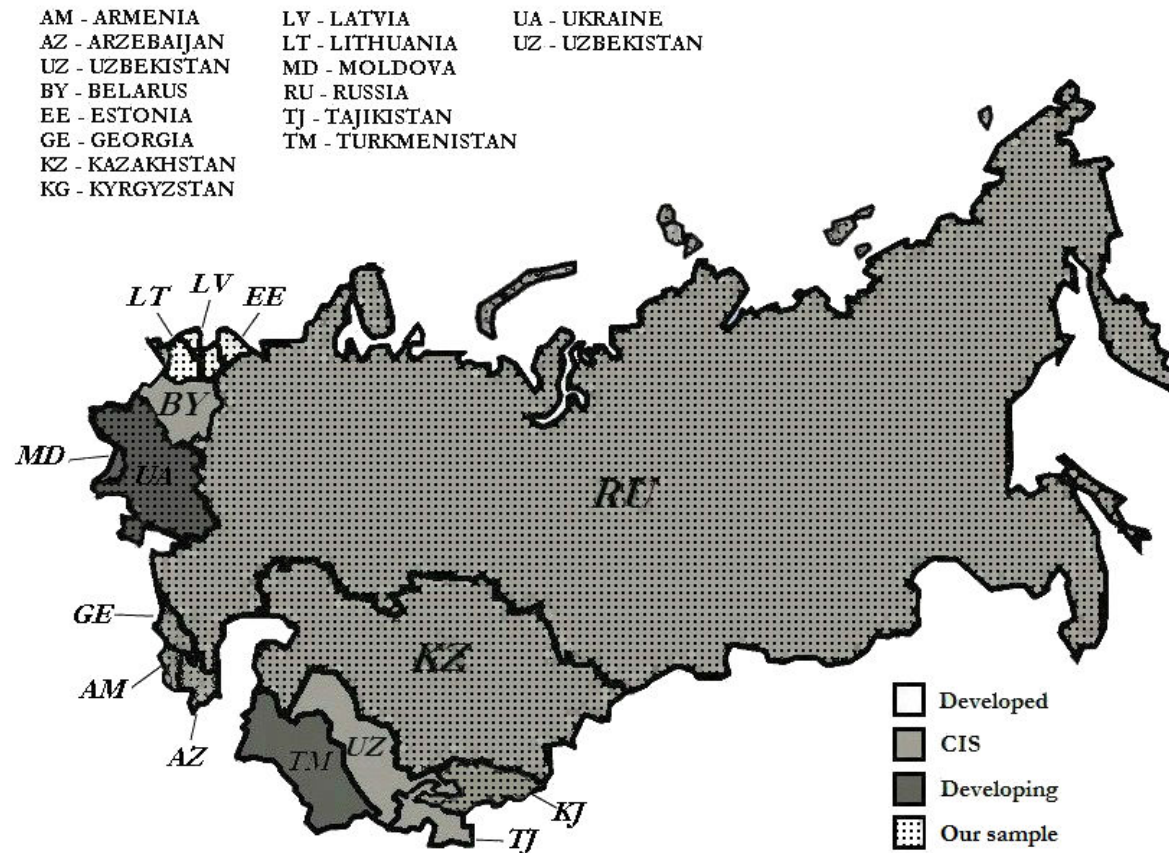 AM - ARMENIA
AZ - ARZEBAIJAN
UZ - UZBEKISTAN
BY - BELARUS
EE - ESTONIA
GE - GEORGIA
KZ - KAZAKHSTAN
KG - KYRGYZSTAN
LV - LATVIA
LT - LITHUANIA
MD - MOLDOVA
RU - RUSSIA
TJ - TAJIKISTAN
TM - TURKMENISTAN
UA - UKRAINE
UZ - UZBEKISTAN
LT
LV
EE
BY
MD
UA
RU
GE
KZ
AM
AZ
TM
UZ
KJ
TJ
Developed
CIS
Developing
Our sample